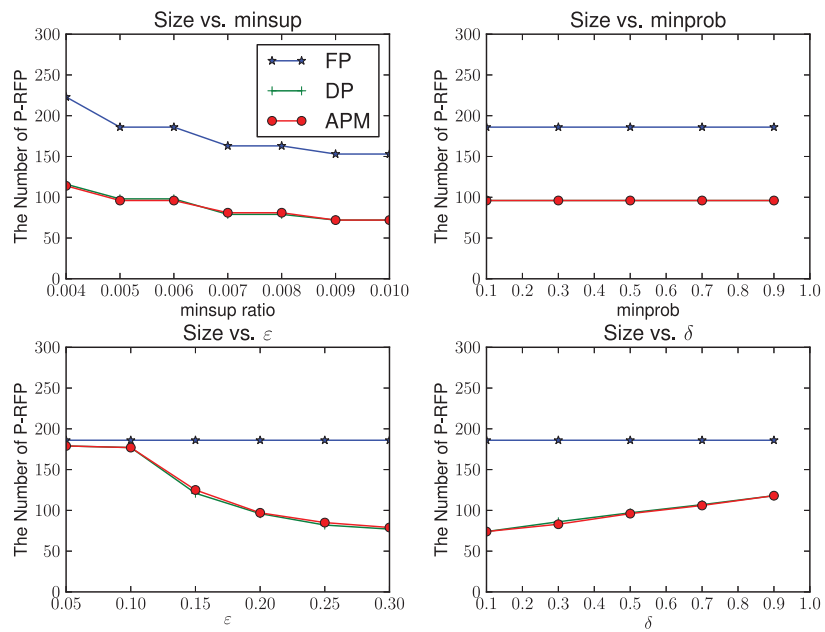 Size vs. minsup
The Number of P-RFP
300
250
200
150
100
50
0
FP
DP
APM
0.004 0.005 0.006 0.007 0.008 0.009 0.010
minsup ratio
Size vs. minprob
The Number of P-RFP
300
250
200
150
100
50
0
0.1 0.2 0.3 0.4 0.5 0.6 0.7 0.8 0.9 1.0
minprob
Size vs. ε
The Number of P-RFP
300
250
200
150
100
50
0
0.05 0.10 0.15 0.20 0.25 0.30
ε
Size vs. δ
The Number of P-RFP
300
250
200
150
100
50
0
0.1 0.2 0.3 0.4 0.5 0.6 0.7 0.8 0.9 1.0
δ